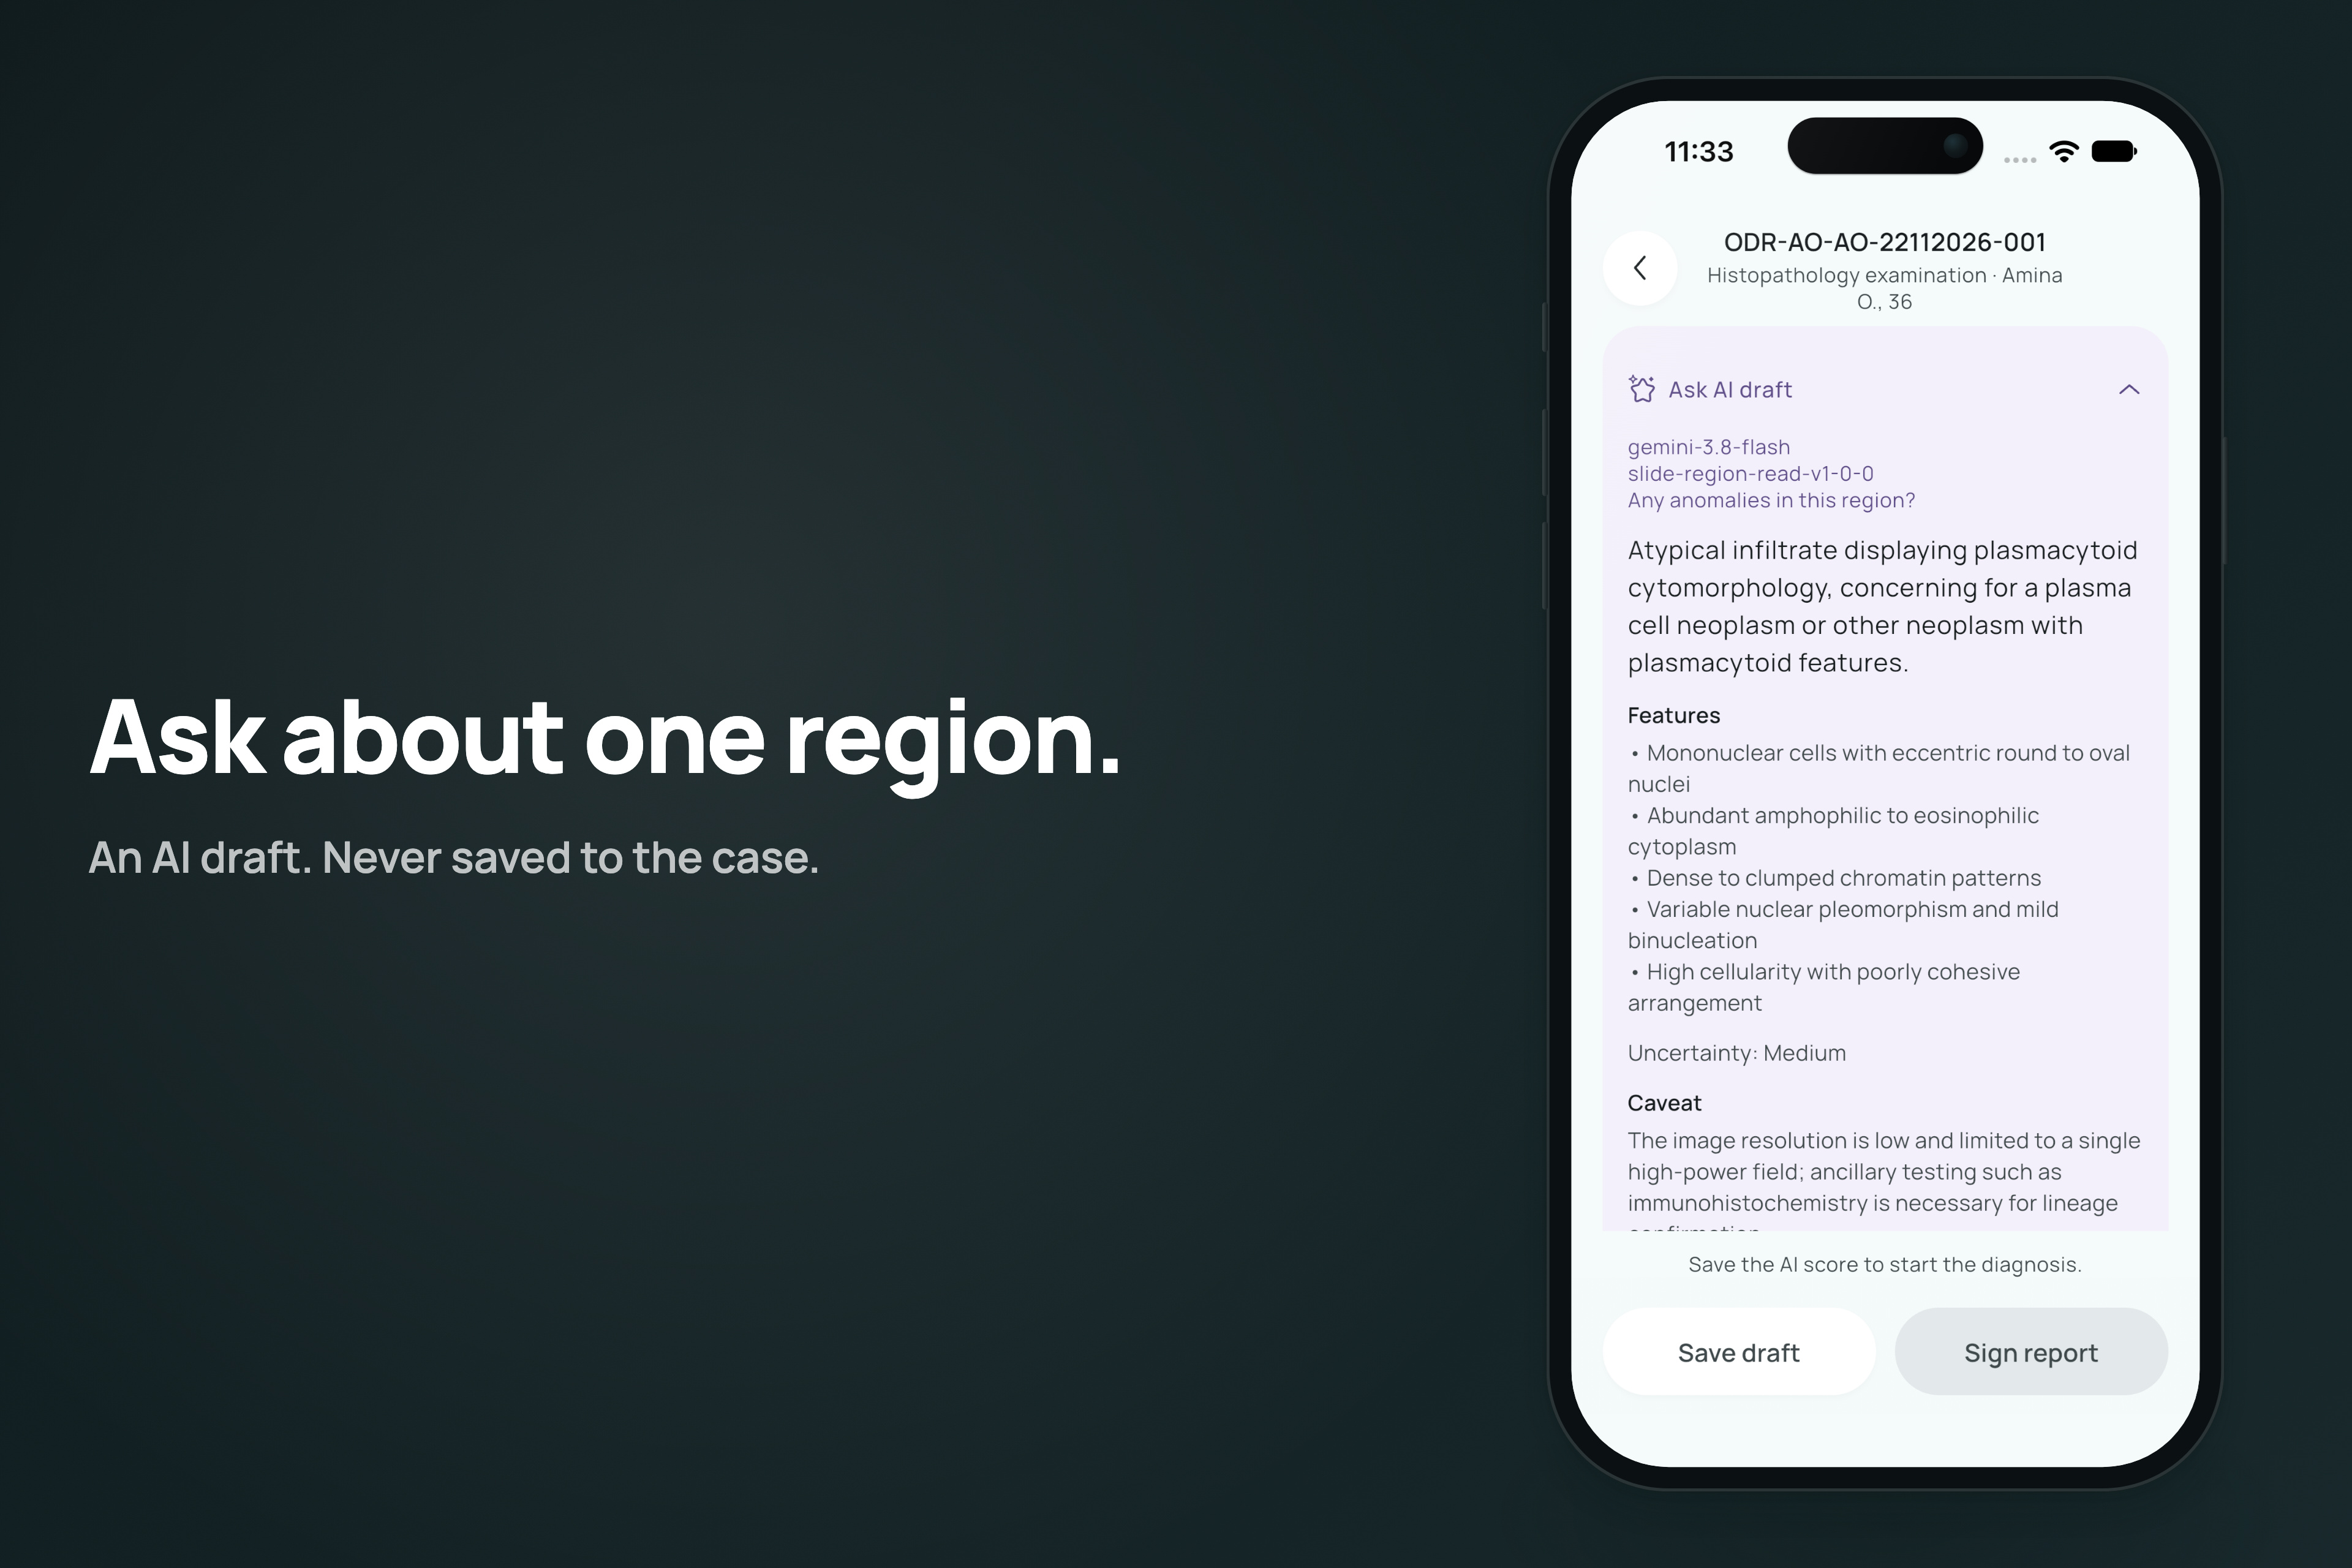 Ask about one region.
An AI draft. Never saved to the case.
11:33
ODR-AO-AO-22112026-001
Histopathology examination · Amina
O., 36
Ask AI draft
gemini-3.8-flash
slide-region-read-v1-0-0
Any anomalies in this region?
Atypical infiltrate displaying plasmacytoid
cytomorphology, concerning for a plasma
cell neoplasm or other neoplasm with
plasmacytoid features.
Features
• Mononuclear cells with eccentric round to oval
nuclei
• Abundant amphophilic to eosinophilic
cytoplasm
• Dense to clumped chromatin patterns
• Variable nuclear pleomorphism and mild
binucleation
• High cellularity with poorly cohesive
arrangement
Uncertainty: Medium
Caveat
The image resolution is low and limited to a single
high-power field; ancillary testing such as
immunohistochemistry is necessary for lineage
Save the AI score to start the diagnosis.
Save draft
Sign report